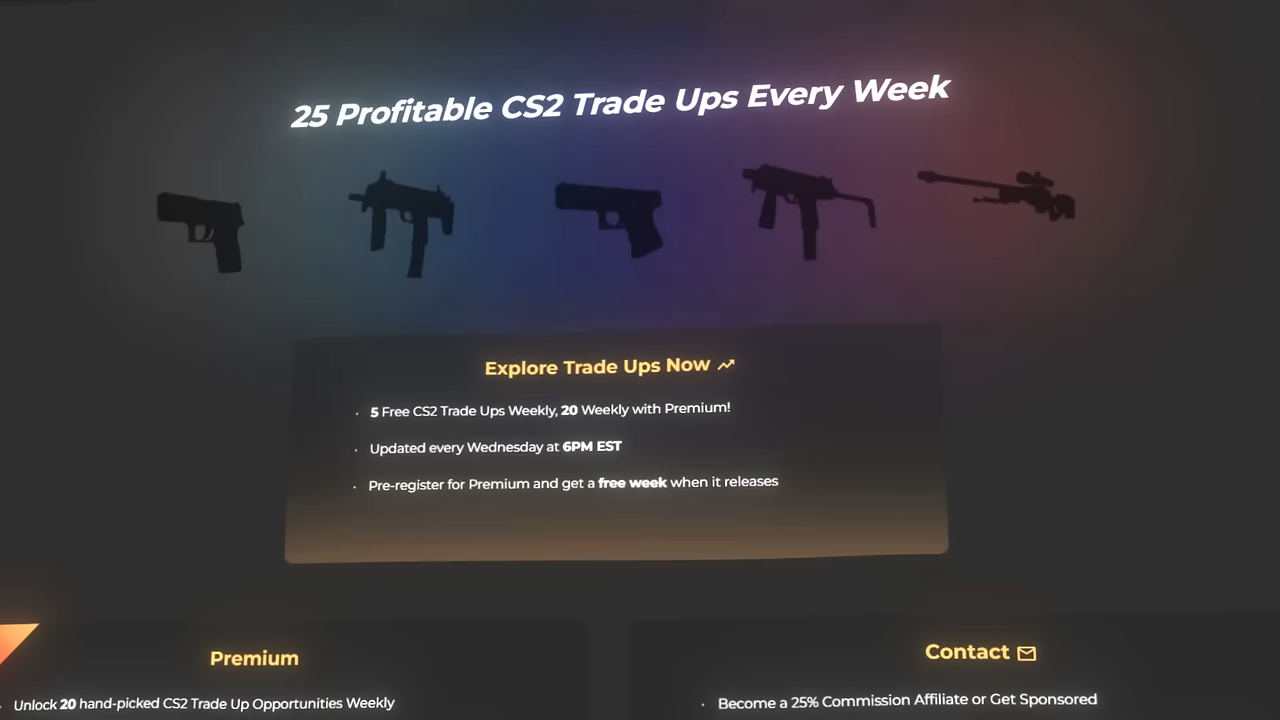 25 Profitable CS2 Trade Ups Every Week
Explore Trade Ups Now
5 Free CS2 Trade Ups Weekly, 20 Weekly with Premium!
Updated every Wednesday at 6PM EST
Pre-register for Premium and get a free week when it releases
Premium
Unlock 20 hand-picked CS2 Trade Up Opportunities Weekly
Contact
Become a 25% Commission Affiliate or Get Sponsored